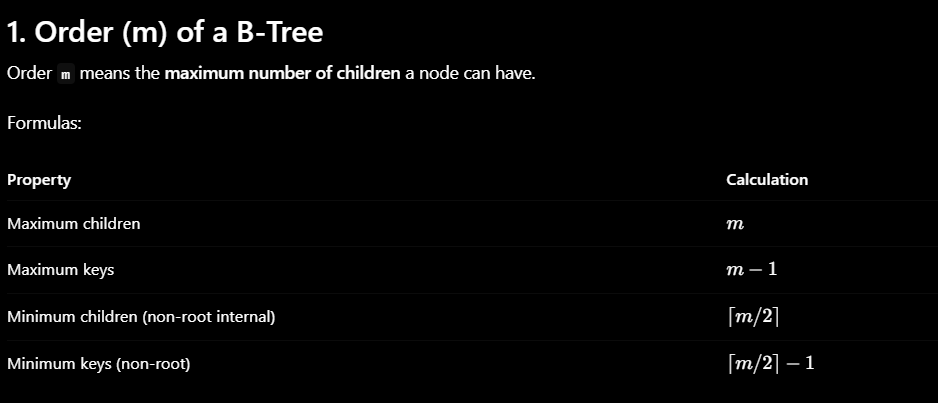 1. Order (m) of a B-Tree
Order m means the maximum number of children a node can have.
Formulas:
Property Calculation
Maximum children m
Maximum keys m − 1
Minimum children (non-root internal) ⌈m/2⌉
Minimum keys (non-root) ⌈m/2⌉ − 1